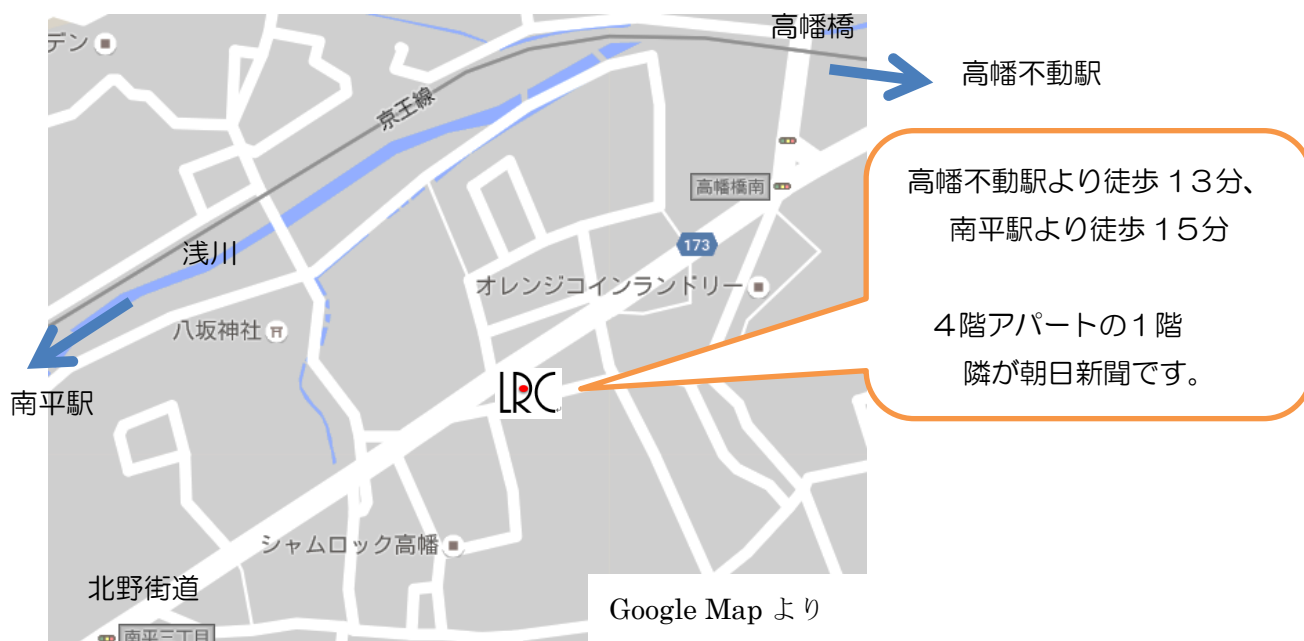 高幡橋
デン
高幡不動駅
京王線
高幡不動駅より徒歩 13分、
南平駅より徒歩 15分
4階アパートの1階
隣が朝日新聞です。
高幡橋南
173
浅川
オレンジコインランドリー
八坂神社
南平駅
LRC
シャムロック高幡
北野街道
Google Map より
南平三丁目